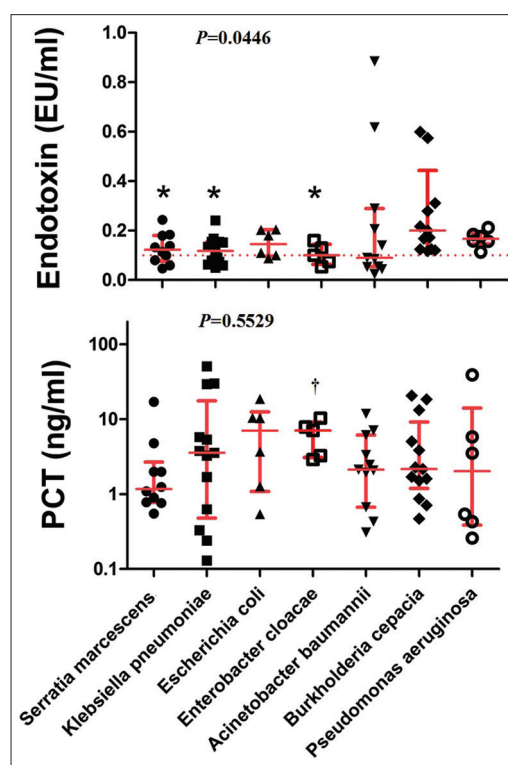 P=0.0446
Endotoxin (EU/ml)
1.0
0.8
0.6
0.4
0.2
0.0
* * *
P=0.5529
PCT (ng/ml)
100
10
1
0.1
†
Serratia marcescens
Klebsiella pneumoniae
Escherichia coli
Enterobacter cloacae
Acinetobacter baumannii
Burkholderia cepacia
Pseudomonas aeruginosa